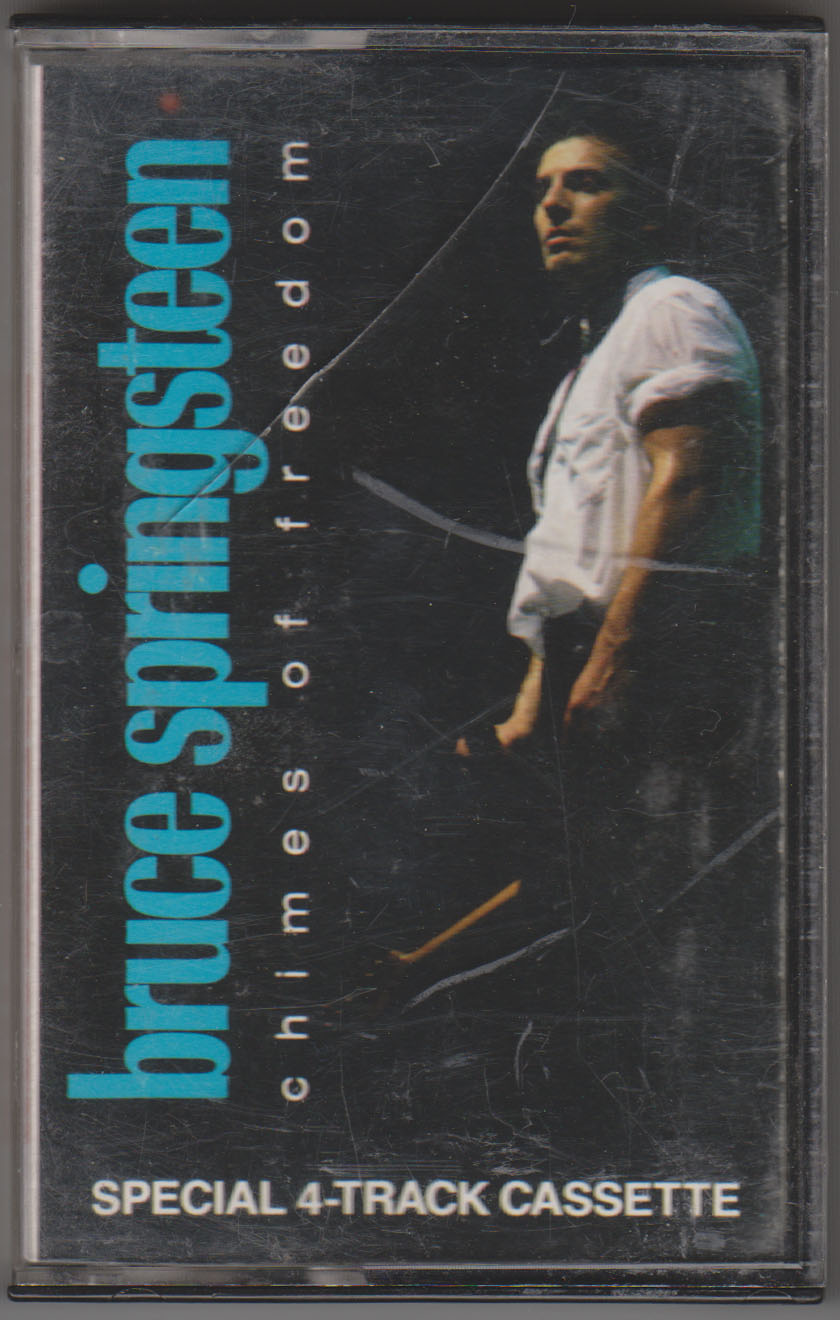 bruce springsteen
chimes of freedom
SPECIAL 4-TRACK CASSETTE